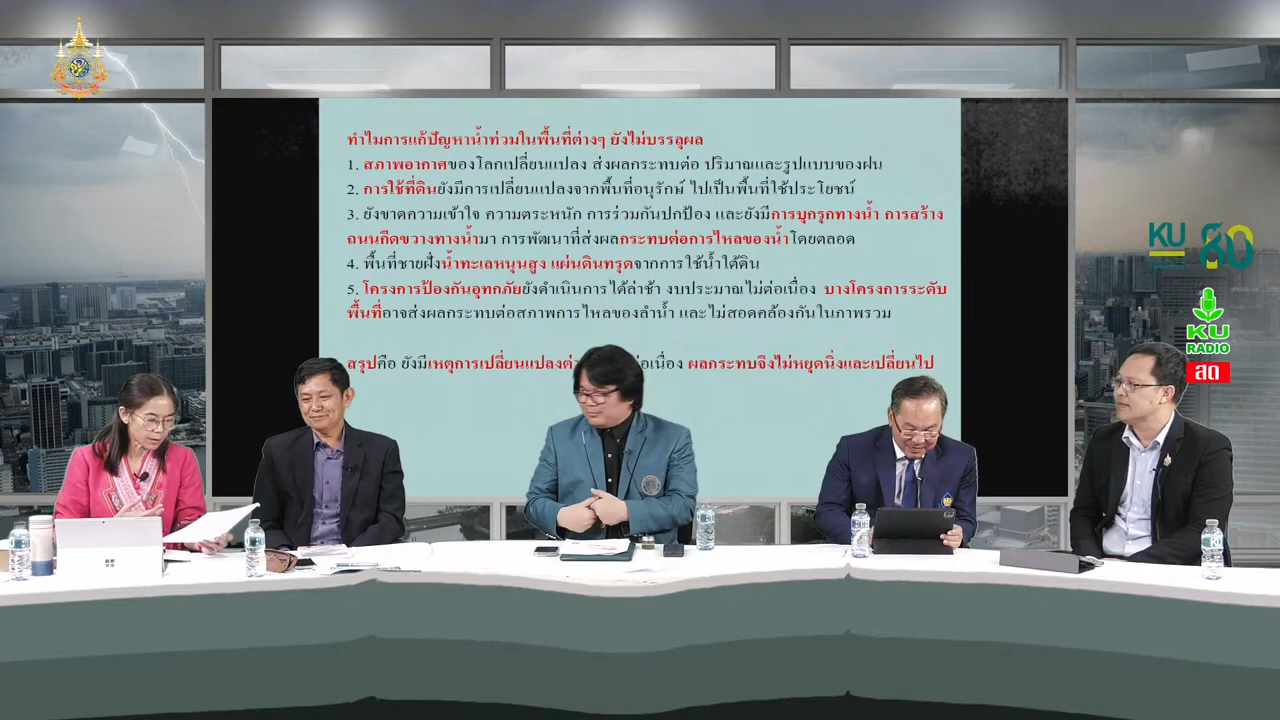 ทำไมการแก้ปัญหาน้ำท่วมในพื้นที่ต่างๆ ยังไม่บรรลุผล
1. สภาพอากาศของโลกเปลี่ยนแปลง ส่งผลกระทบต่อ ปริมาณและรูปแบบของฝน
2. การใช้ที่ดินยังมีการเปลี่ยนแปลงจากพื้นที่อนุรักษ์ ไปเป็นพื้นที่ใช้ประโยชน์
3. ยังขาดความเข้าใจ ความตระหนัก การร่วมกันปกป้อง และยังมีการบุกรุกทางน้ำ การสร้าง
ถนนกีดขวางทางน้ำมา การพัฒนาที่ส่งผลกระทบต่อการไหลของน้ำโดยตลอด
4. พื้นที่ชายฝั่งน้ำทะเลหนุนสูง แผ่นดินทรุดจากการใช้น้ำใต้ดิน
5. โครงการป้องกันอุทกภัยยังดำเนินการได้ล่าช้า งบประมาณไม่ต่อเนื่อง บางโครงการระดับ
พื้นที่อาจส่งผลกระทบต่อสภาพการไหลของลำน้ำ และไม่สอดคล้องกันในภาพรวม
สรุปคือ ยังมีเหตุการเปลี่ยนแปลง ผลกระทบจึงไม่หยุดนิ่งและเปลี่ยนไป
KU 80
KU
RADIO
สด